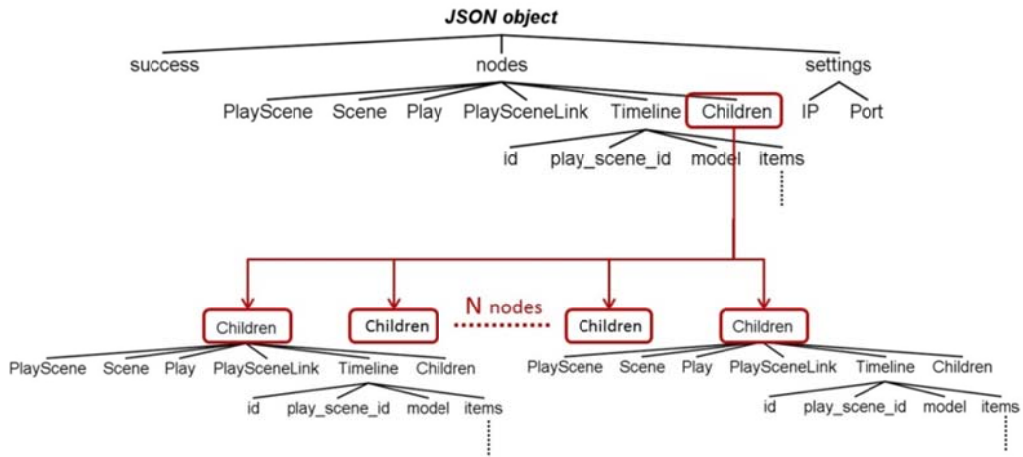 JSON object
success nodes settings
PlayScene Scene Play PlaySceneLink Timeline Children IP Port
id play_scene_id model items
N nodes
Children Children Children Children
PlayScene Scene Play PlaySceneLink Timeline Children PlayScene Scene Play PlaySceneLink Timeline Children
id play_scene_id model items id play_scene_id model items